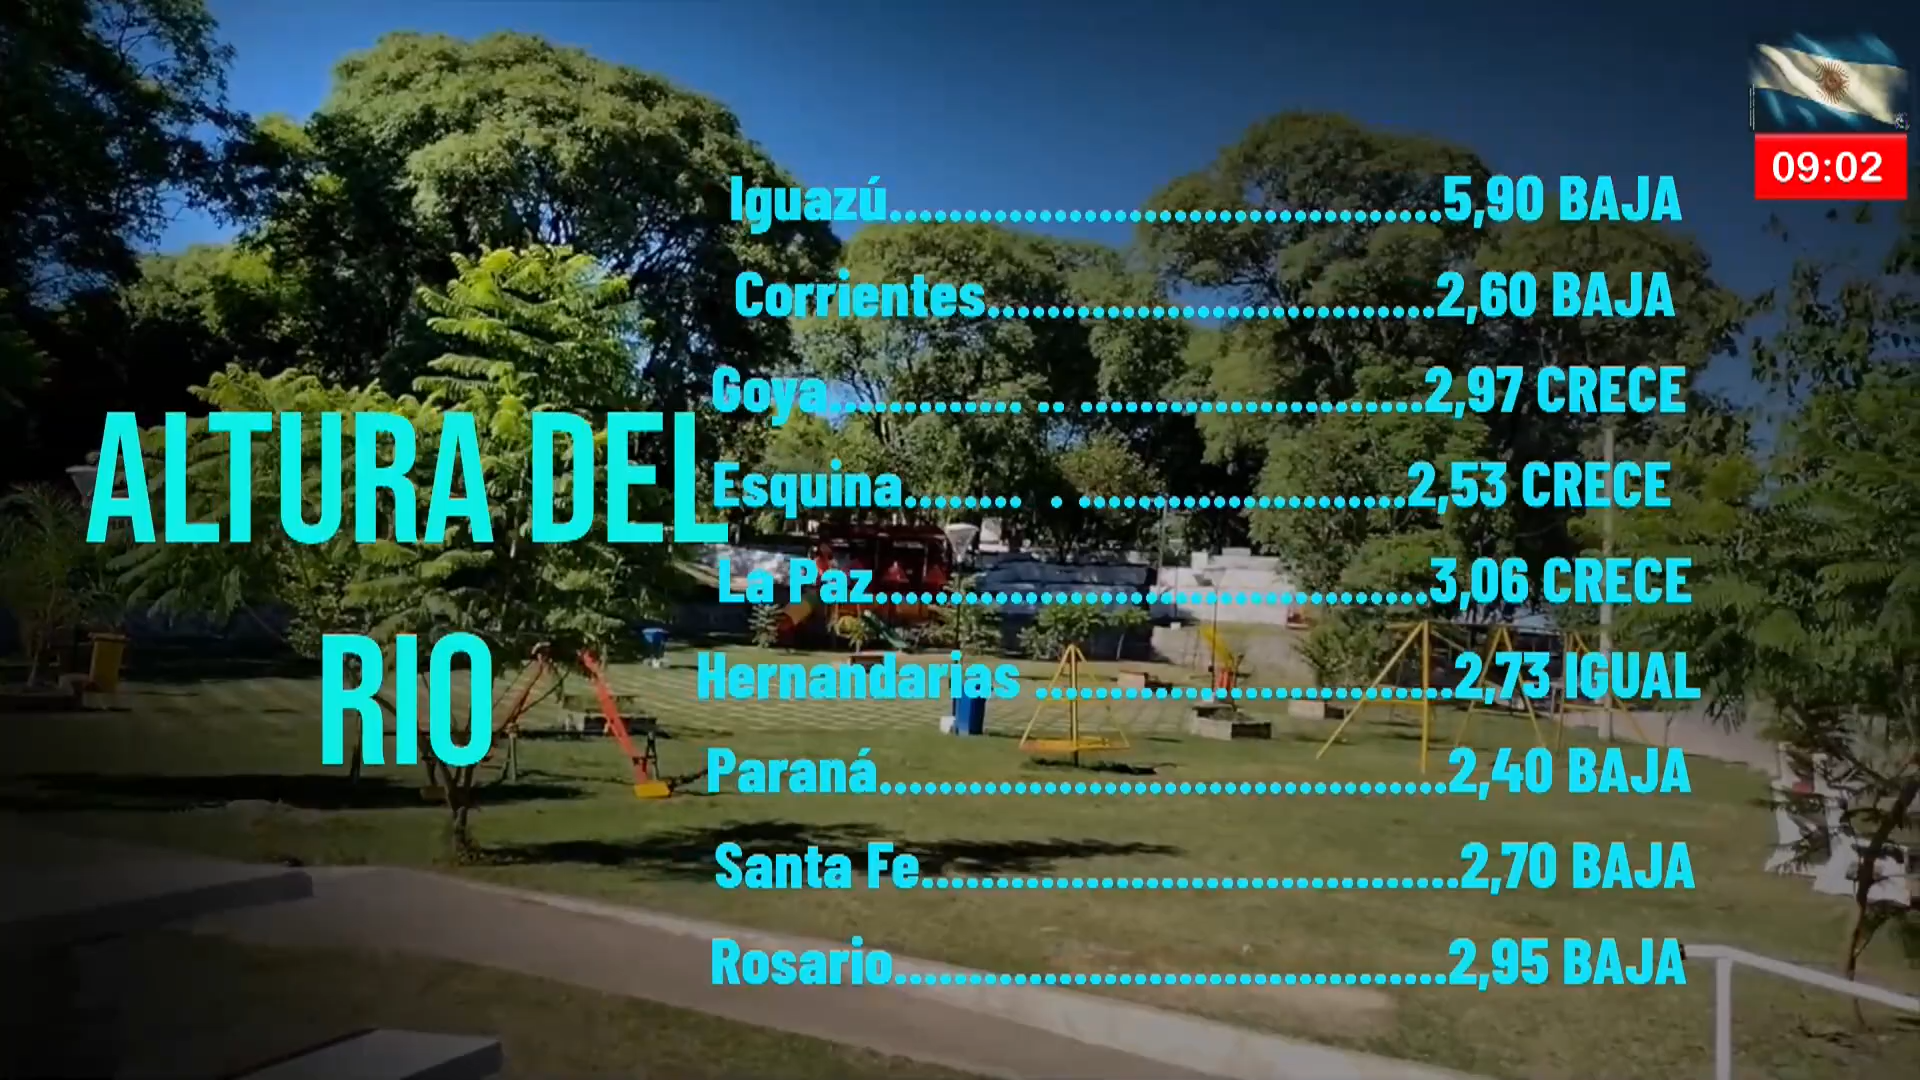 09:02
ALTURA DEL
RIO
Iguazú.....................................5,90 BAJA
Corrientes..............................2,60 BAJA
Goya............. .. .......................2,97 CRECE
Esquina........ . ......................2,53 CRECE
La Paz.....................................3,06 CRECE
Hernandarias ............................2,73 IGUAL
Paraná......................................2,40 BAJA
Santa Fe....................................2,70 BAJA
Rosario.....................................2,95 BAJA